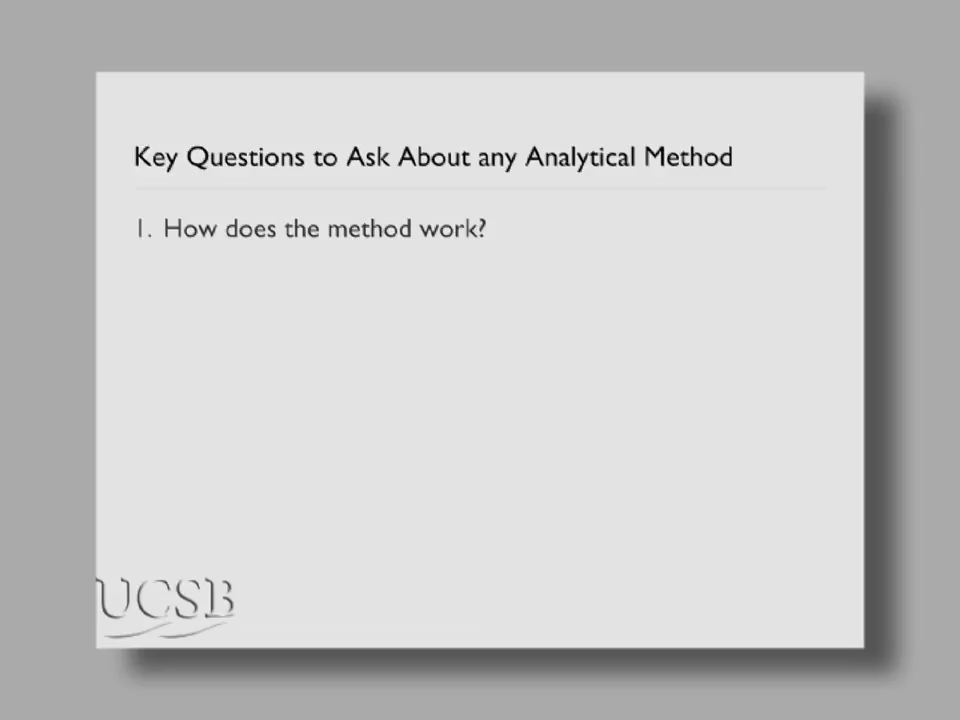 Key Questions to Ask About any Analytical Method
1. How does the method work?
UCSB